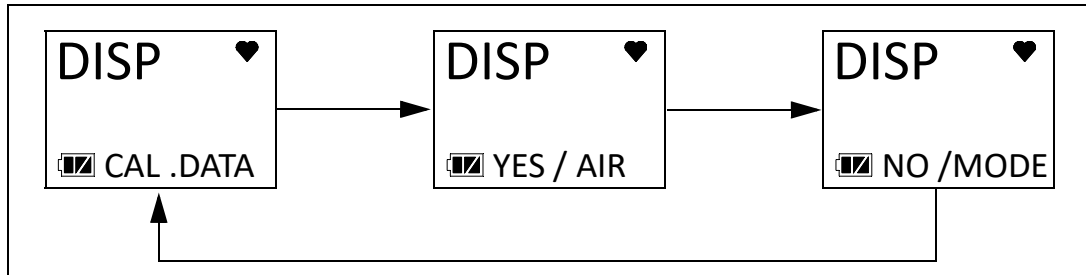 DISP
CAL .DATA
DISP
YES / AIR
DISP
NO /MODE